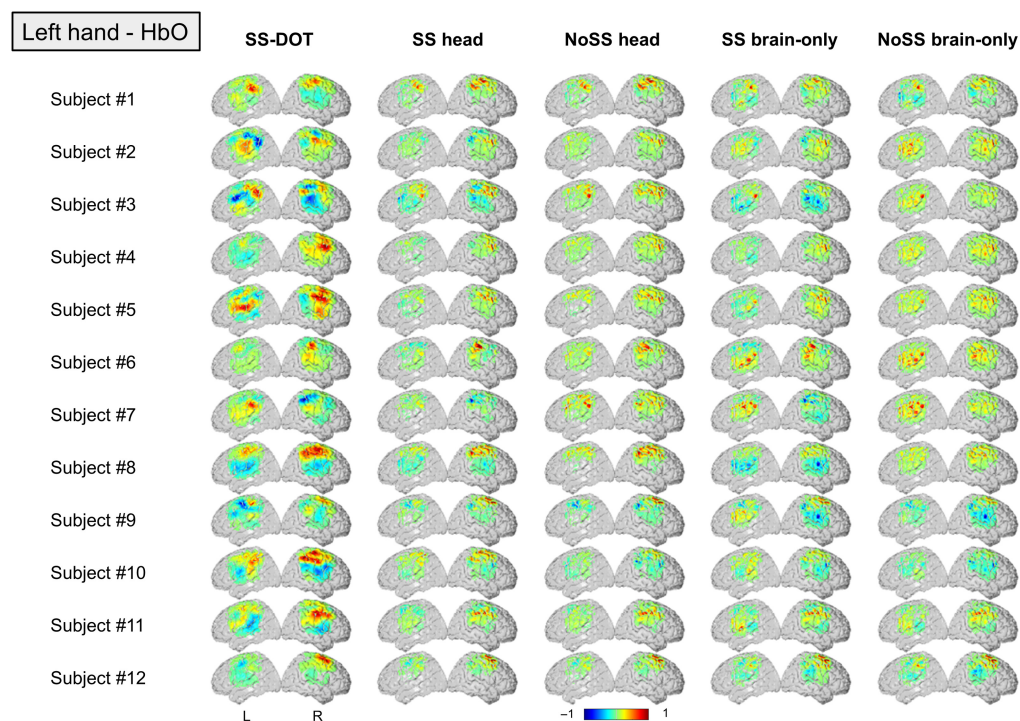 Left hand - HbO
SS-DOT SS head NoSS head SS brain-only NoSS brain-only
Subject #1
Subject #2
Subject #3
Subject #4
Subject #5
Subject #6
Subject #7
Subject #8
Subject #9
Subject #10
Subject #11
Subject #12
L R −1 1